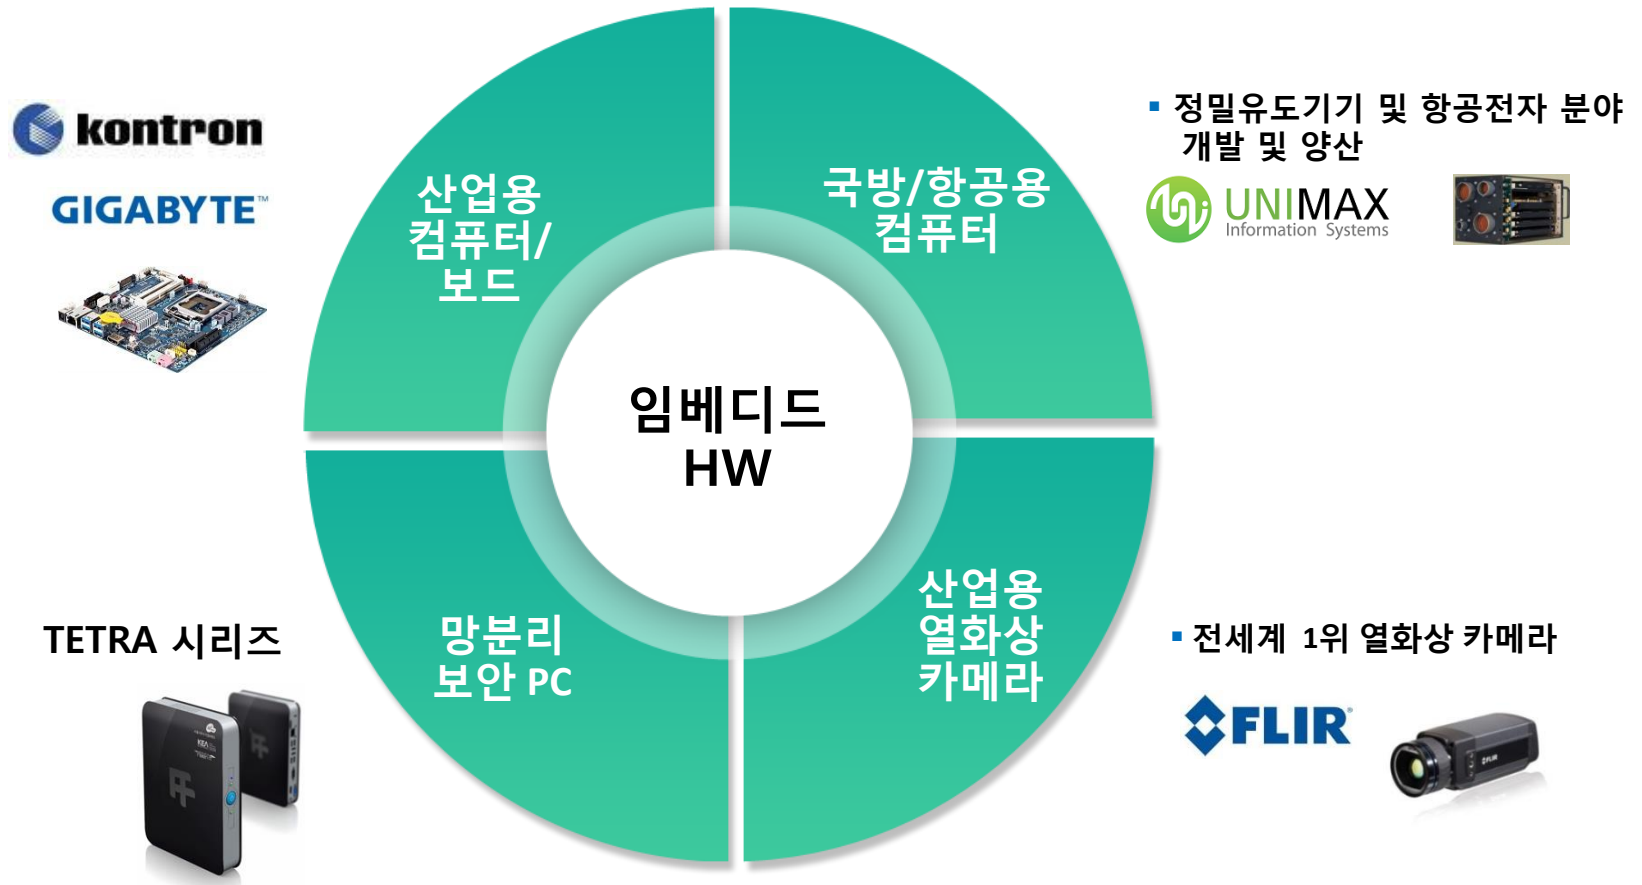 kontron
GIGABYTE™
산업용
컴퓨터/
보드
국방/항공용
컴퓨터
▪ 정밀유도기기 및 항공전자 분야
개발 및 양산
UNIMAX
Information Systems
임베디드
HW
TETRA 시리즈
망분리
보안 PC
산업용
열화상
카메라
▪ 전세계 1위 열화상 카메라
FLIR
FLIR